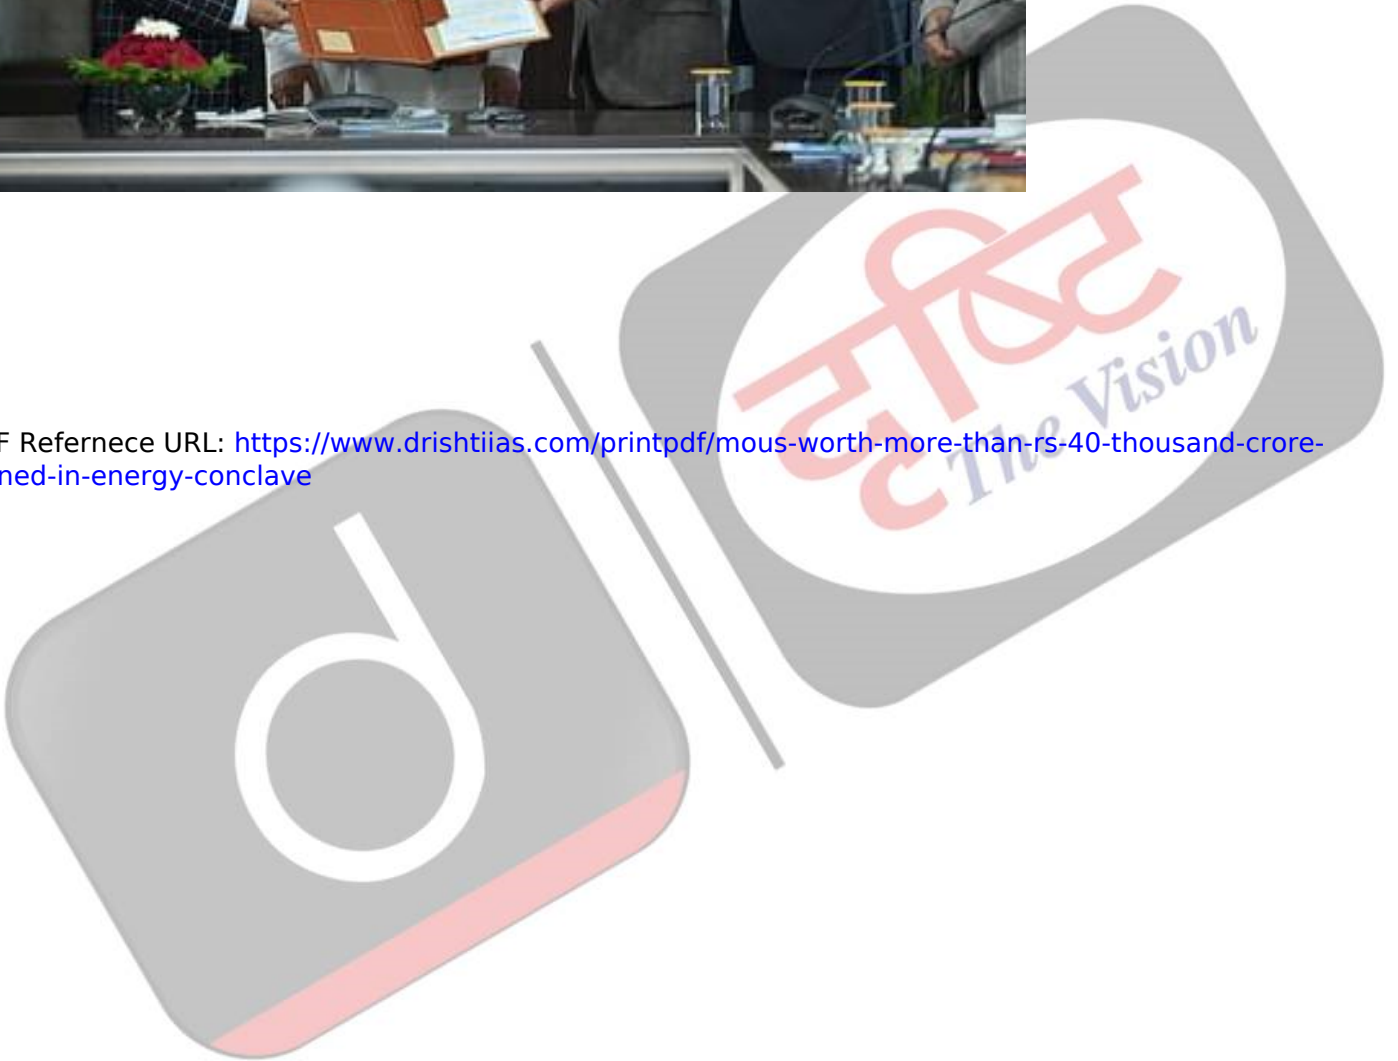 दृष्टि
The Vision
F Refernece URL: https://www.drishtiias.com/printpdf/mous-worth-more-than-rs-40-thousand-crore-
ned-in-energy-conclave
d